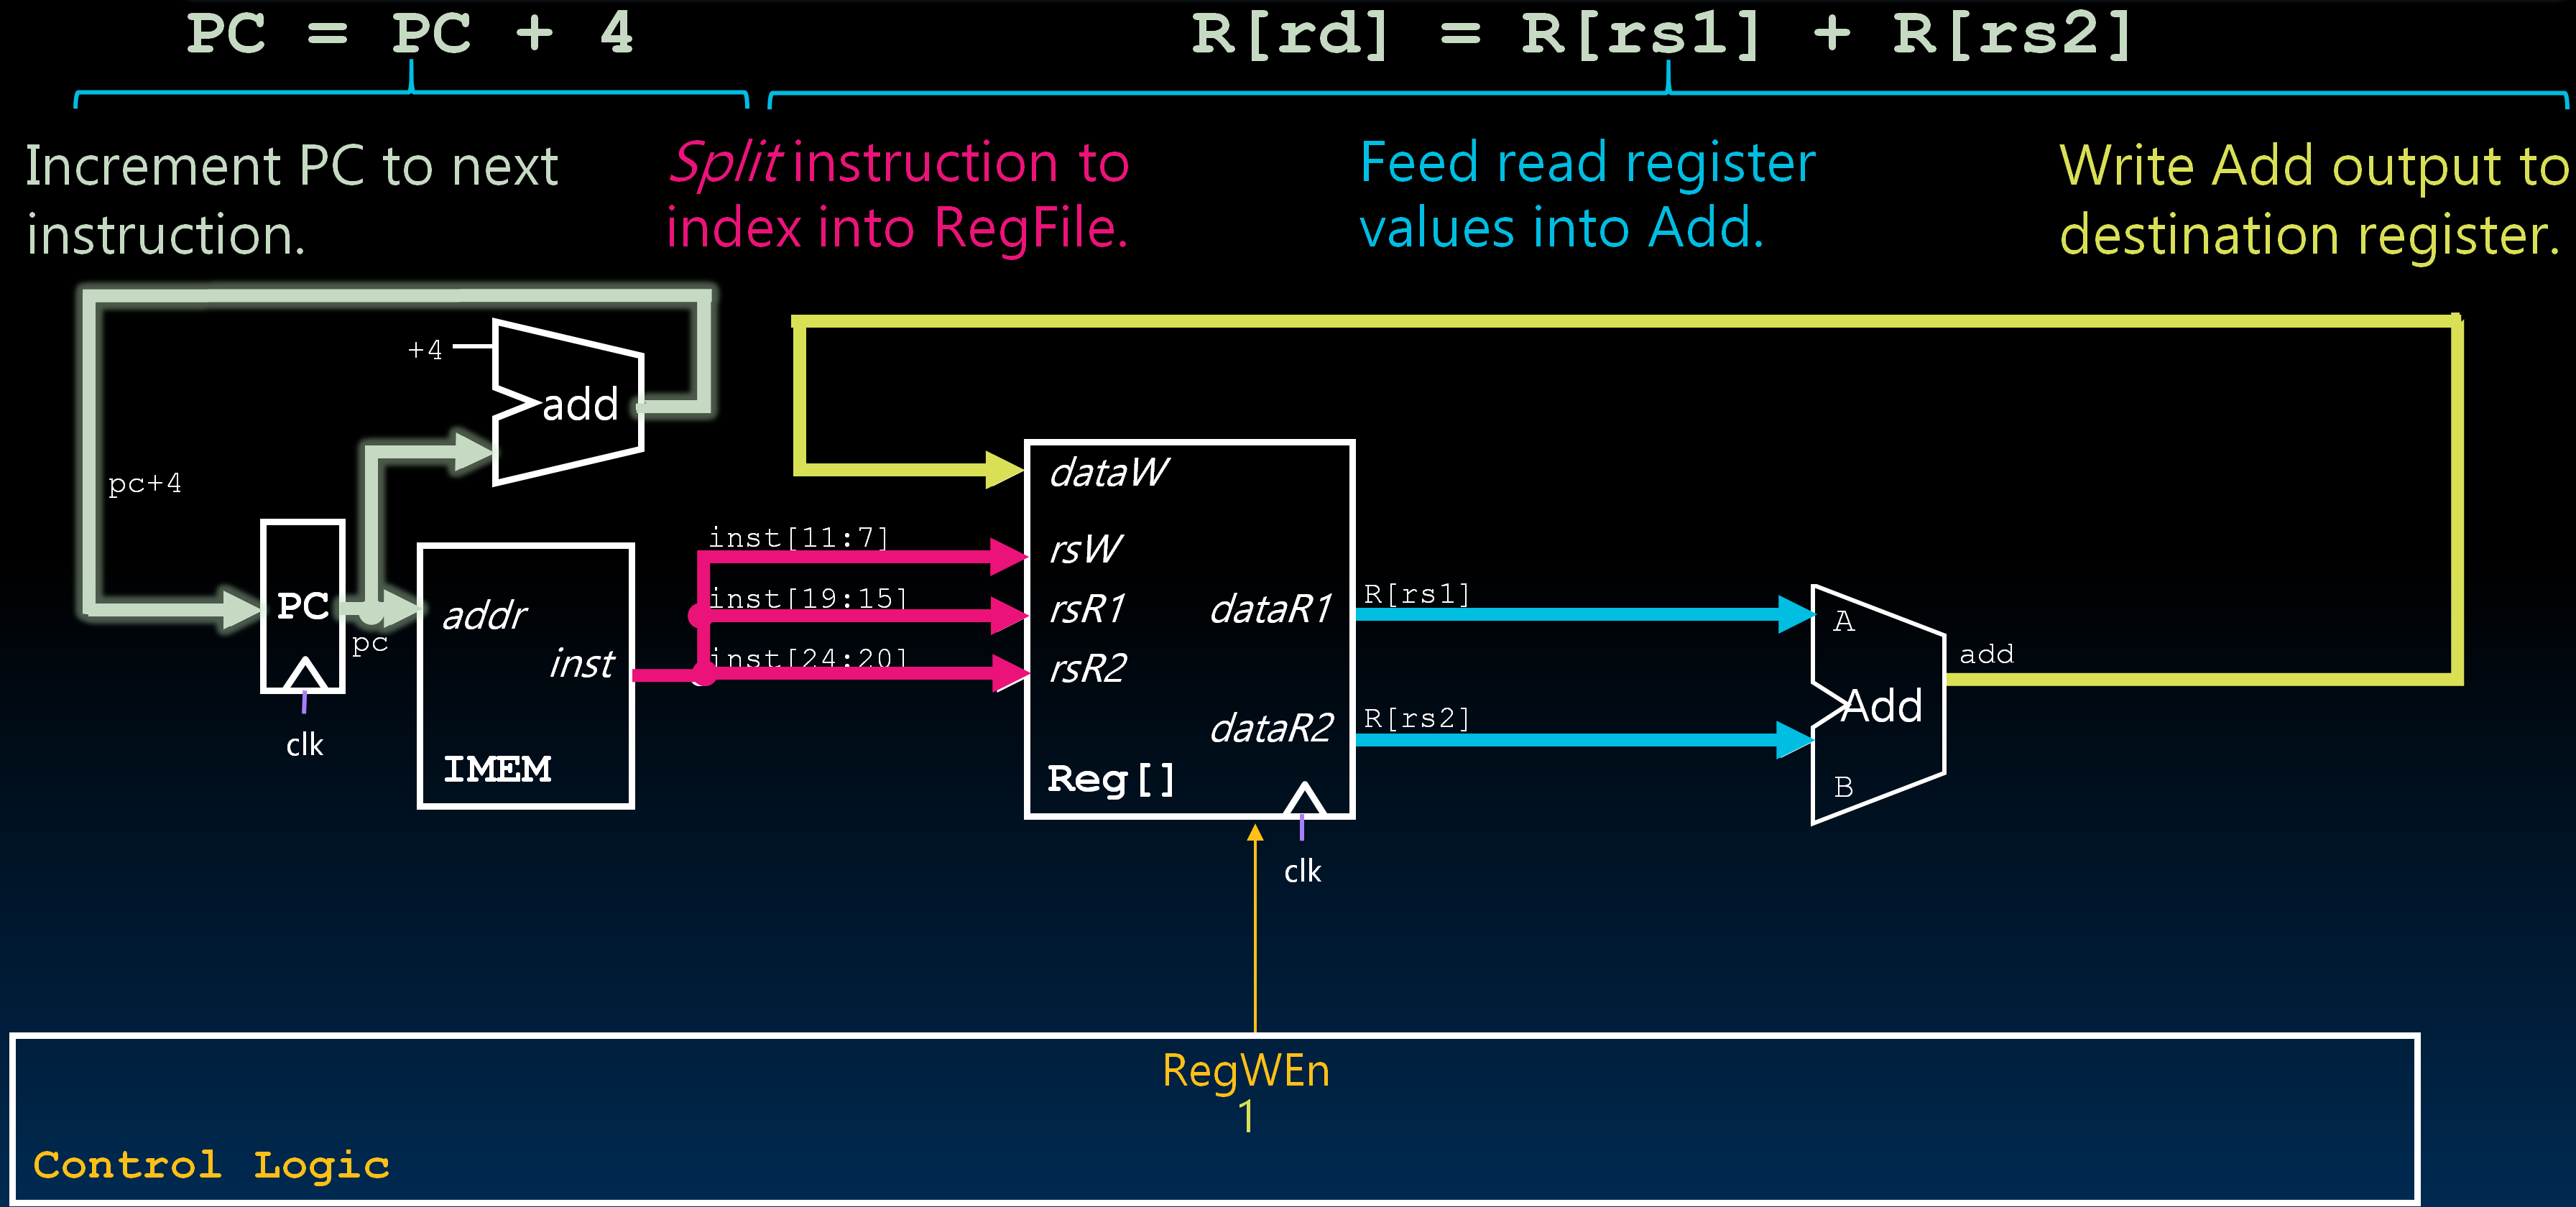 PC = PC + 4
R[rd] = R[rs1] + R[rs2]
Increment PC to next
instruction.
Split instruction to
index into RegFile.
Feed read register
values into Add.
Write Add output to
destination register.
+4
add
pc+4
PC
pc
clk
addr
inst
IMEM
inst[11:7]
inst[19:15]
inst[24:20]
dataW
rsW
rsR1
rsR2
dataR1
dataR2
Reg[]
clk
R[rs1]
R[rs2]
A
Add
B
add
RegWEn
1
Control Logic